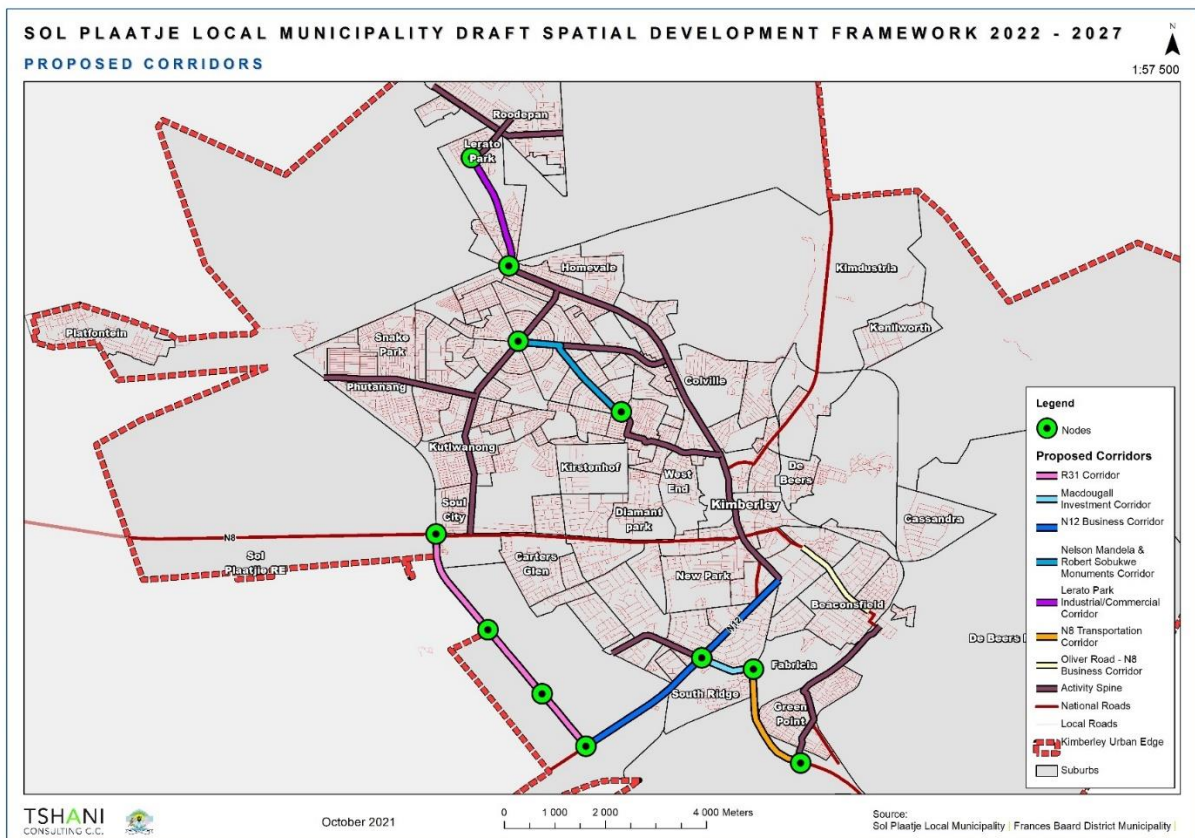 SOL PLAATJE LOCAL MUNICIPALITY DRAFT SPATIAL DEVELOPMENT FRAMEWORK 2022 - 2027
PROPOSED CORRIDORS
N
1:57 500
Roodepan
Lerato
Park
Homevale
Kimdustria
Platfontein
Snake
Park
Kenilworth
Phutanang
Colville
Kutlwanong
Kirstenhof
West
End
De
Beers
Soul
City
Diamant
park
Kimberley
Cassandra
N8
Sol
Plaatjie RE
Carters
Glen
New Park
Beaconsfield
N12
De Beers
Fabricia
South Ridge
Green
Point
Legend
Nodes
Proposed Corridors
R31 Corridor
Macdougall
Investment Corridor
N12 Business Corridor
Nelson Mandela &
Robert Sobukwe
Monuments Corridor
Lerato Park
Industrial/Commercial
Corridor
N8 Transportation
Corridor
Oliver Road - N8
Business Corridor
Activity Spine
National Roads
Local Roads
Kimberley Urban Edge
Suburbs
TSHANI
CONSULTING C.C.
October 2021
0 1 000 2 000 4 000 Meters
Source:
Sol Plaatje Local Municipality | Frances Baard District Municipality |